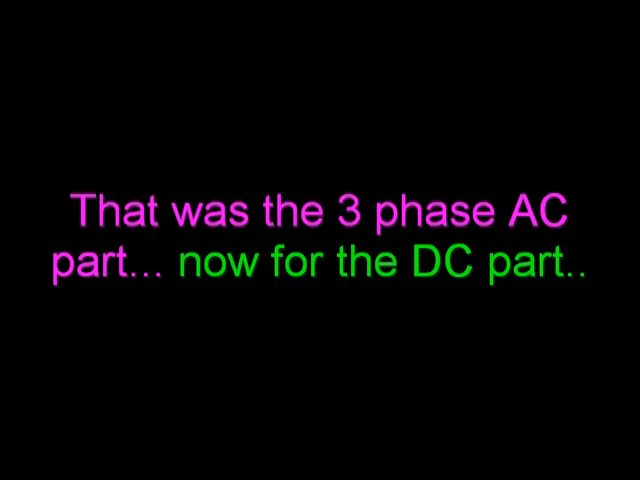 That was the 3 phase AC
part... now for the DC part..